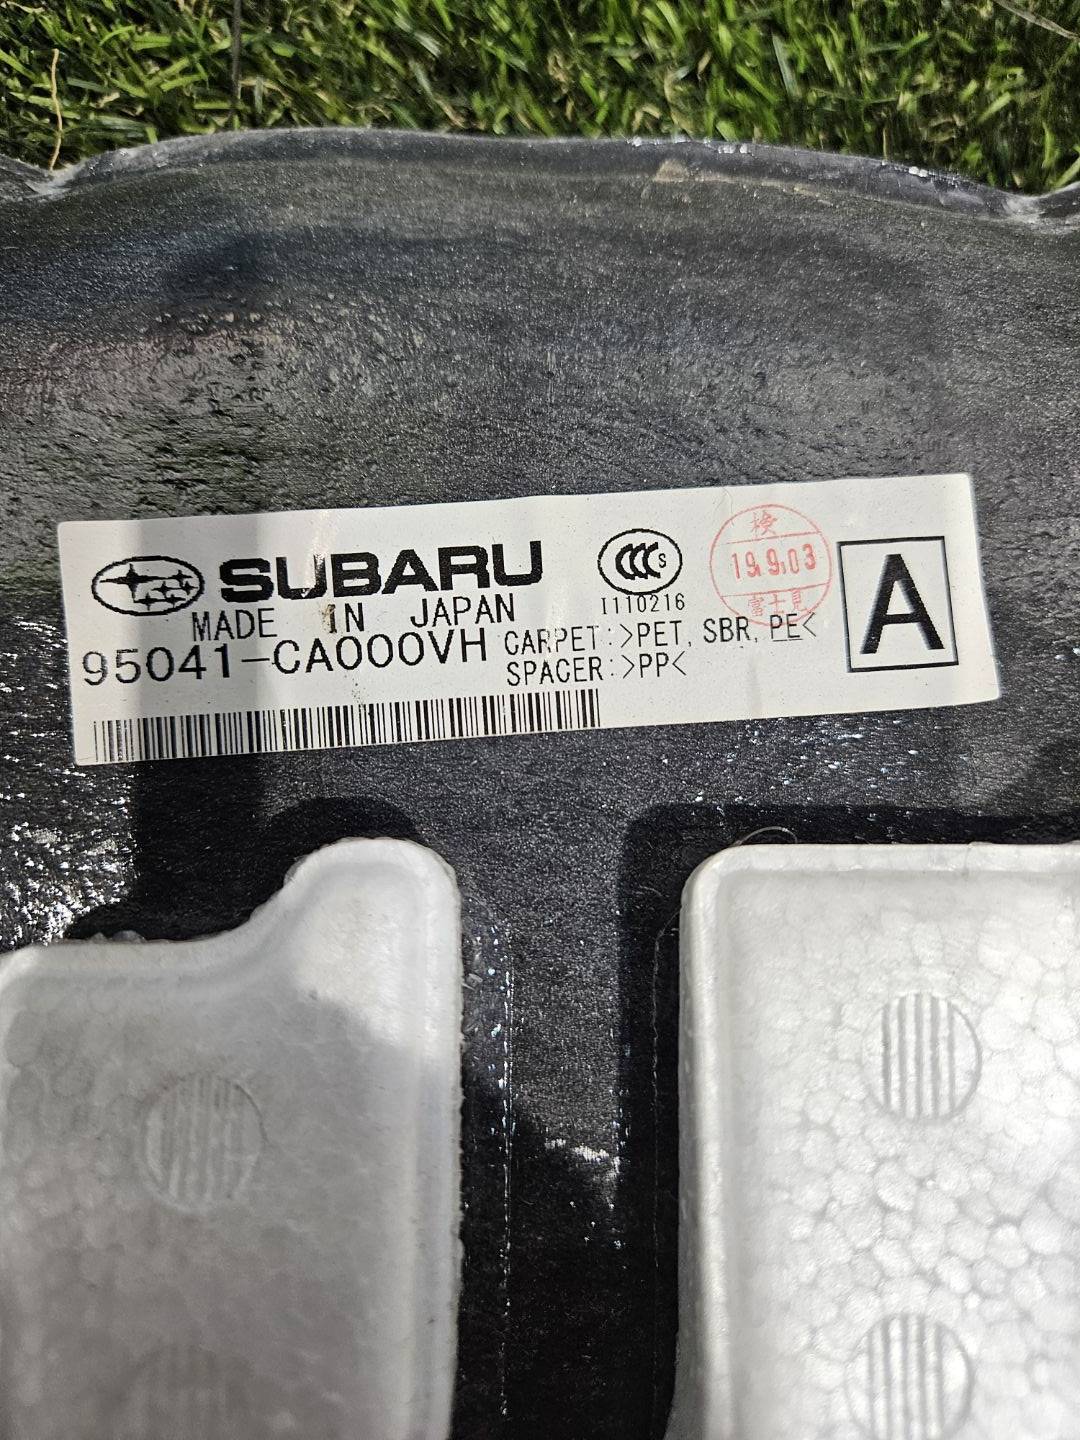 SUBARU
MADE IN JAPAN
95041-CA000VH
CCC S
I110216
CARPET:>PET, SBR, PE<
SPACER:>PP<
検
19.9.03
富士見
A